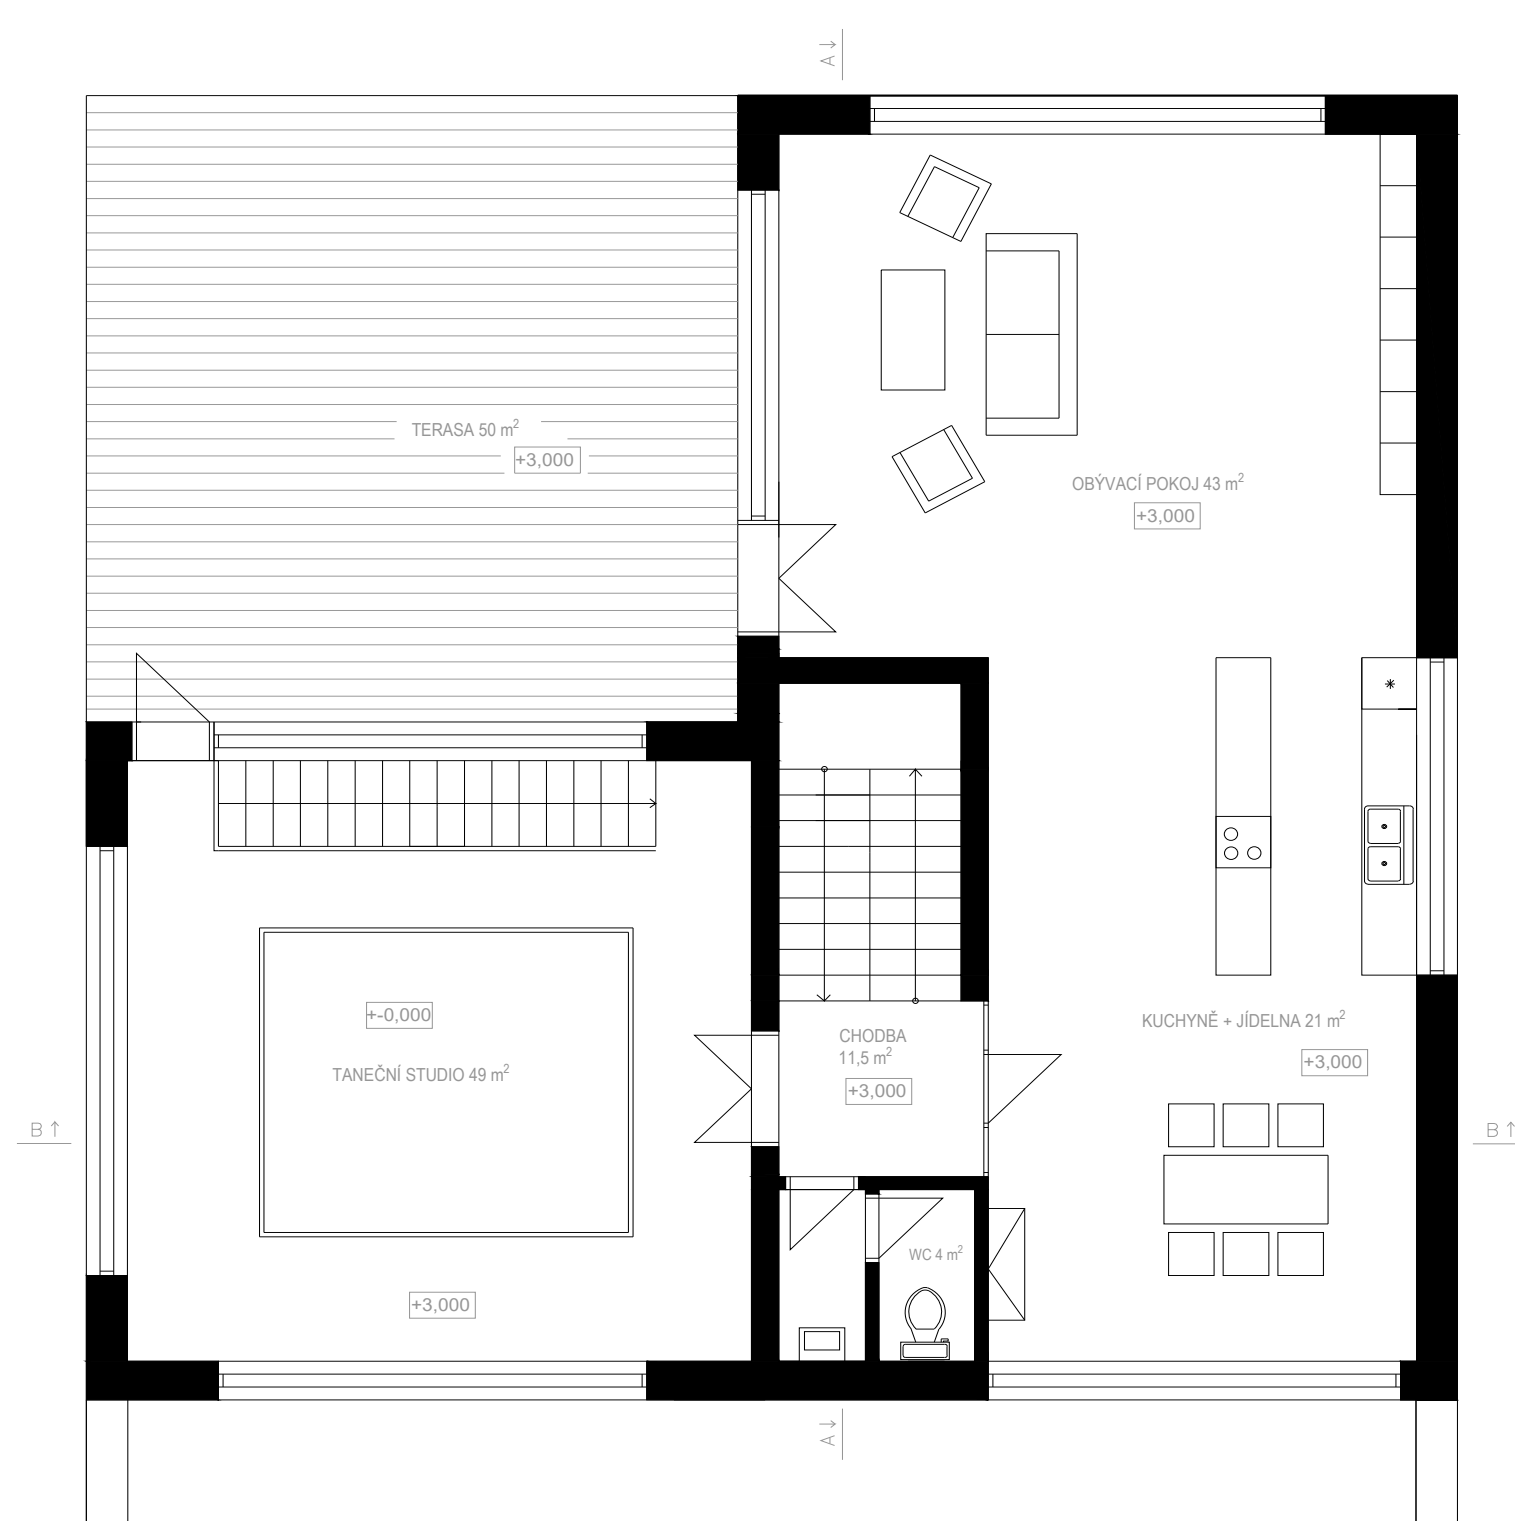 A
TERASA 50 m²
+3,000
OBÝVACÍ POKOJ 43 m²
+3,000
+-0,000
TANEČNÍ STUDIO 49 m²
CHODBA
11,5 m²
+3,000
KUCHYNĚ + JÍDELNA 21 m²
+3,000
B ↑
B ↑
WC 4 m²
+3,000
A